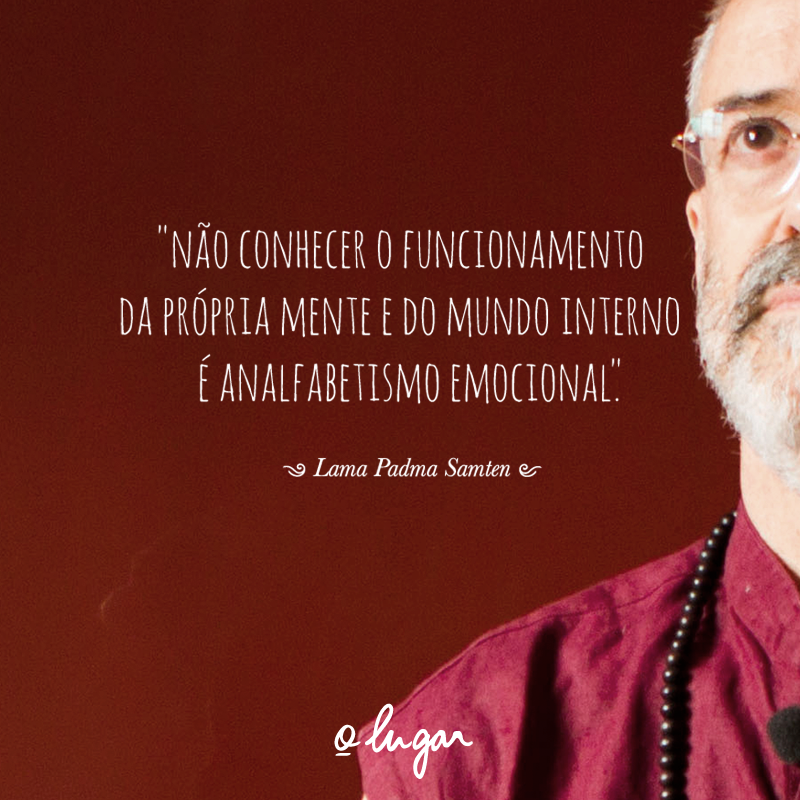 "NÃO CONHECER O FUNCIONAMENTO
DA PRÓPRIA MENTE E DO MUNDO INTERNO
É ANALFABETISMO EMOCIONAL".
Lama Padma Samten
o lugar